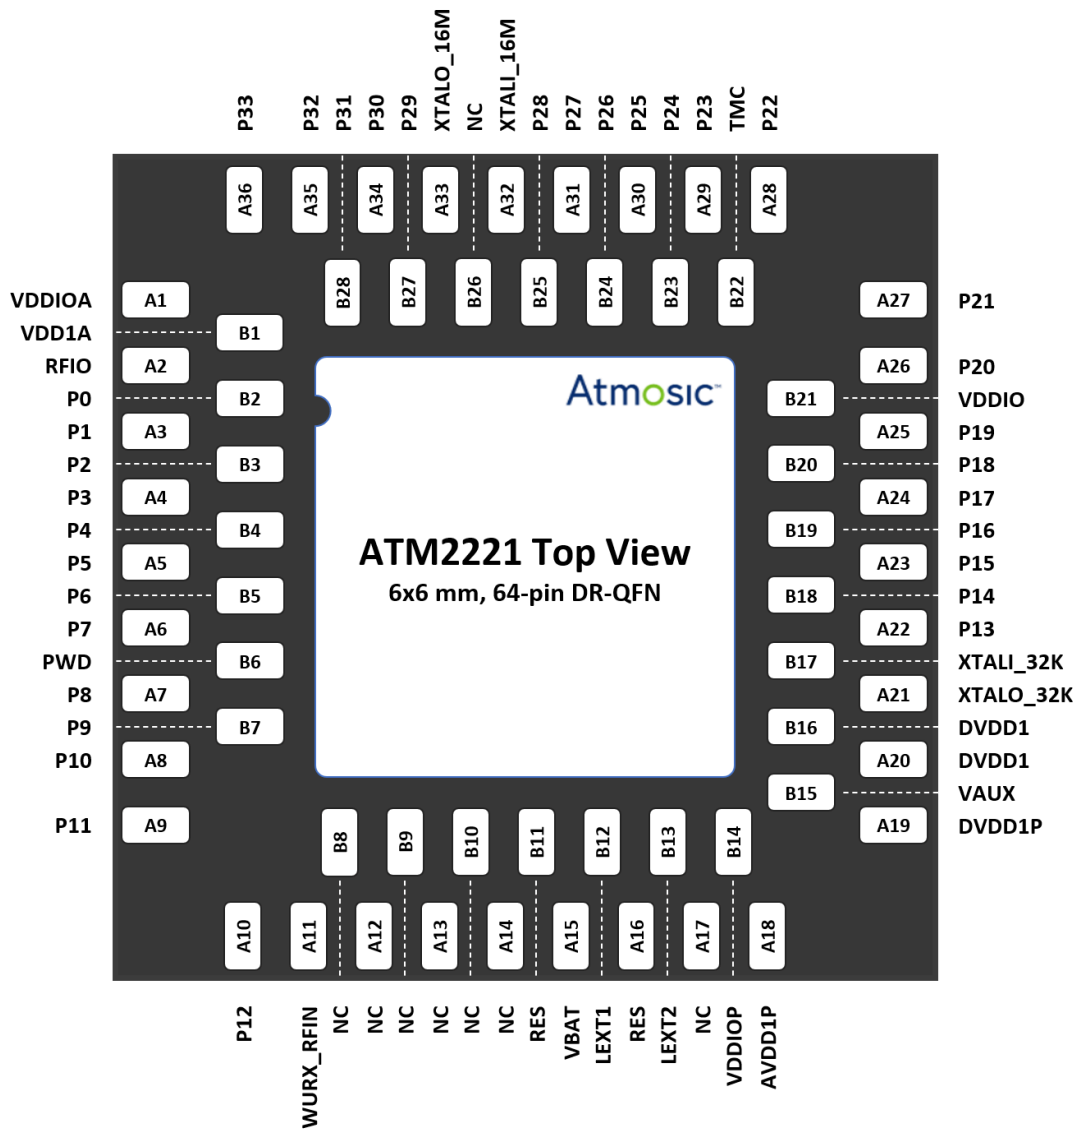 P33 P32 P31 P30 P29 XTALO_16M NC XTALI_16M P28 P27 P26 P25 P24 P23 TMC P22
A36 A35 A34 A33 A32 A31 A30 A29 A28
B28 B27 B26 B25 B24 B23 B22
VDDIOA A1 A27 P21
VDD1A B1
RFIO A2 A26 P20
P0 B2 B21 VDDIO
Atmosic™
P1 A3 A25 P19
P2 B3 B20 P18
P3 A4 A24 P17
P4 B4 B19 P16
ATM2221 Top View
P5 A5 A23 P15
6x6 mm, 64-pin DR-QFN
P6 B5 B18 P14
P7 A6 A22 P13
PWD B6 B17 XTALI_32K
P8 A7 A21 XTALO_32K
P9 B7 B16 DVDD1
P10 A8 A20 DVDD1
B15 VAUX
P11 A9 A19 DVDD1P
B8 B9 B10 B11 B12 B13 B14
A10 A11 A12 A13 A14 A15 A16 A17 A18
P12 WURX_RFIN NC NC NC NC NC NC RES VBAT LEXT1 RES LEXT2 NC VDDIOP AVDD1P